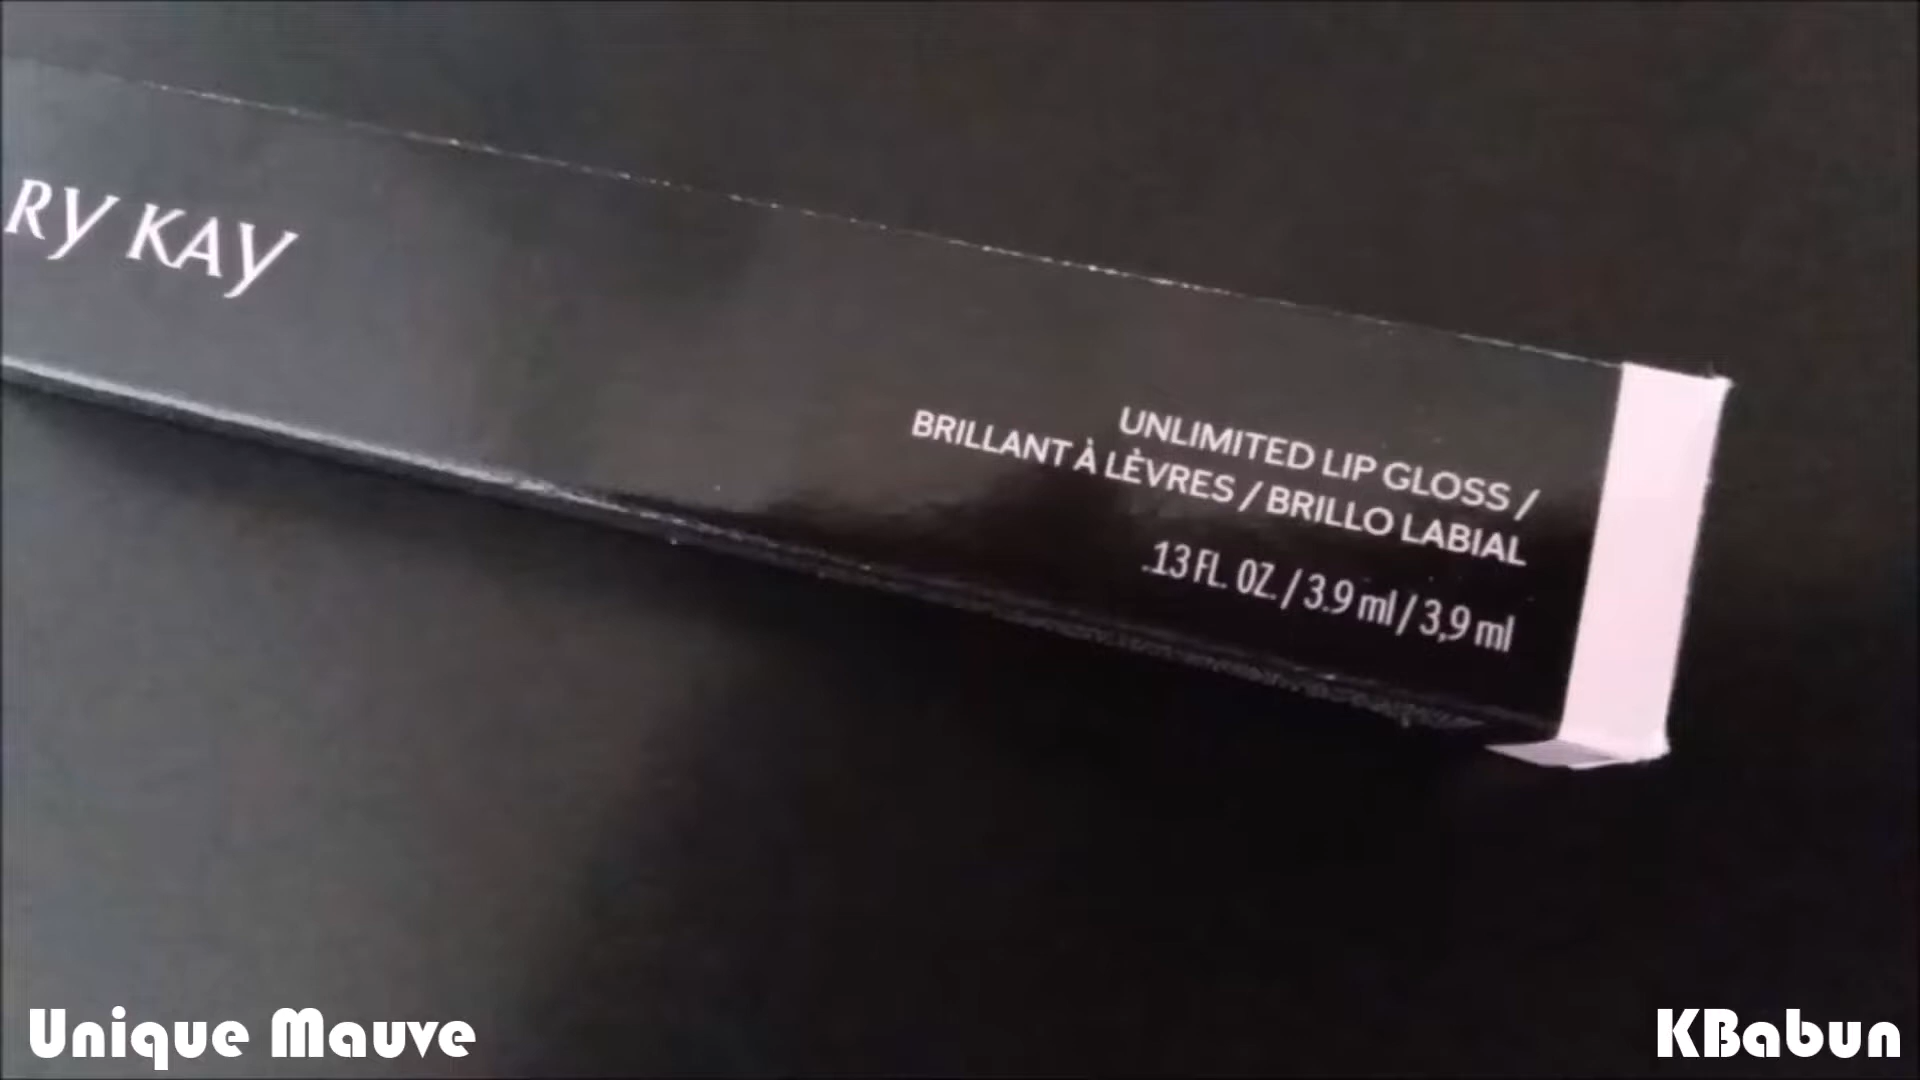 RY KAY
UNLIMITED LIP GLOSS /
BRILLANT À LÈVRES / BRILLO LABIAL
.13 FL. OZ. / 3.9 ml / 3,9 ml
Unique Mauve
KBabun